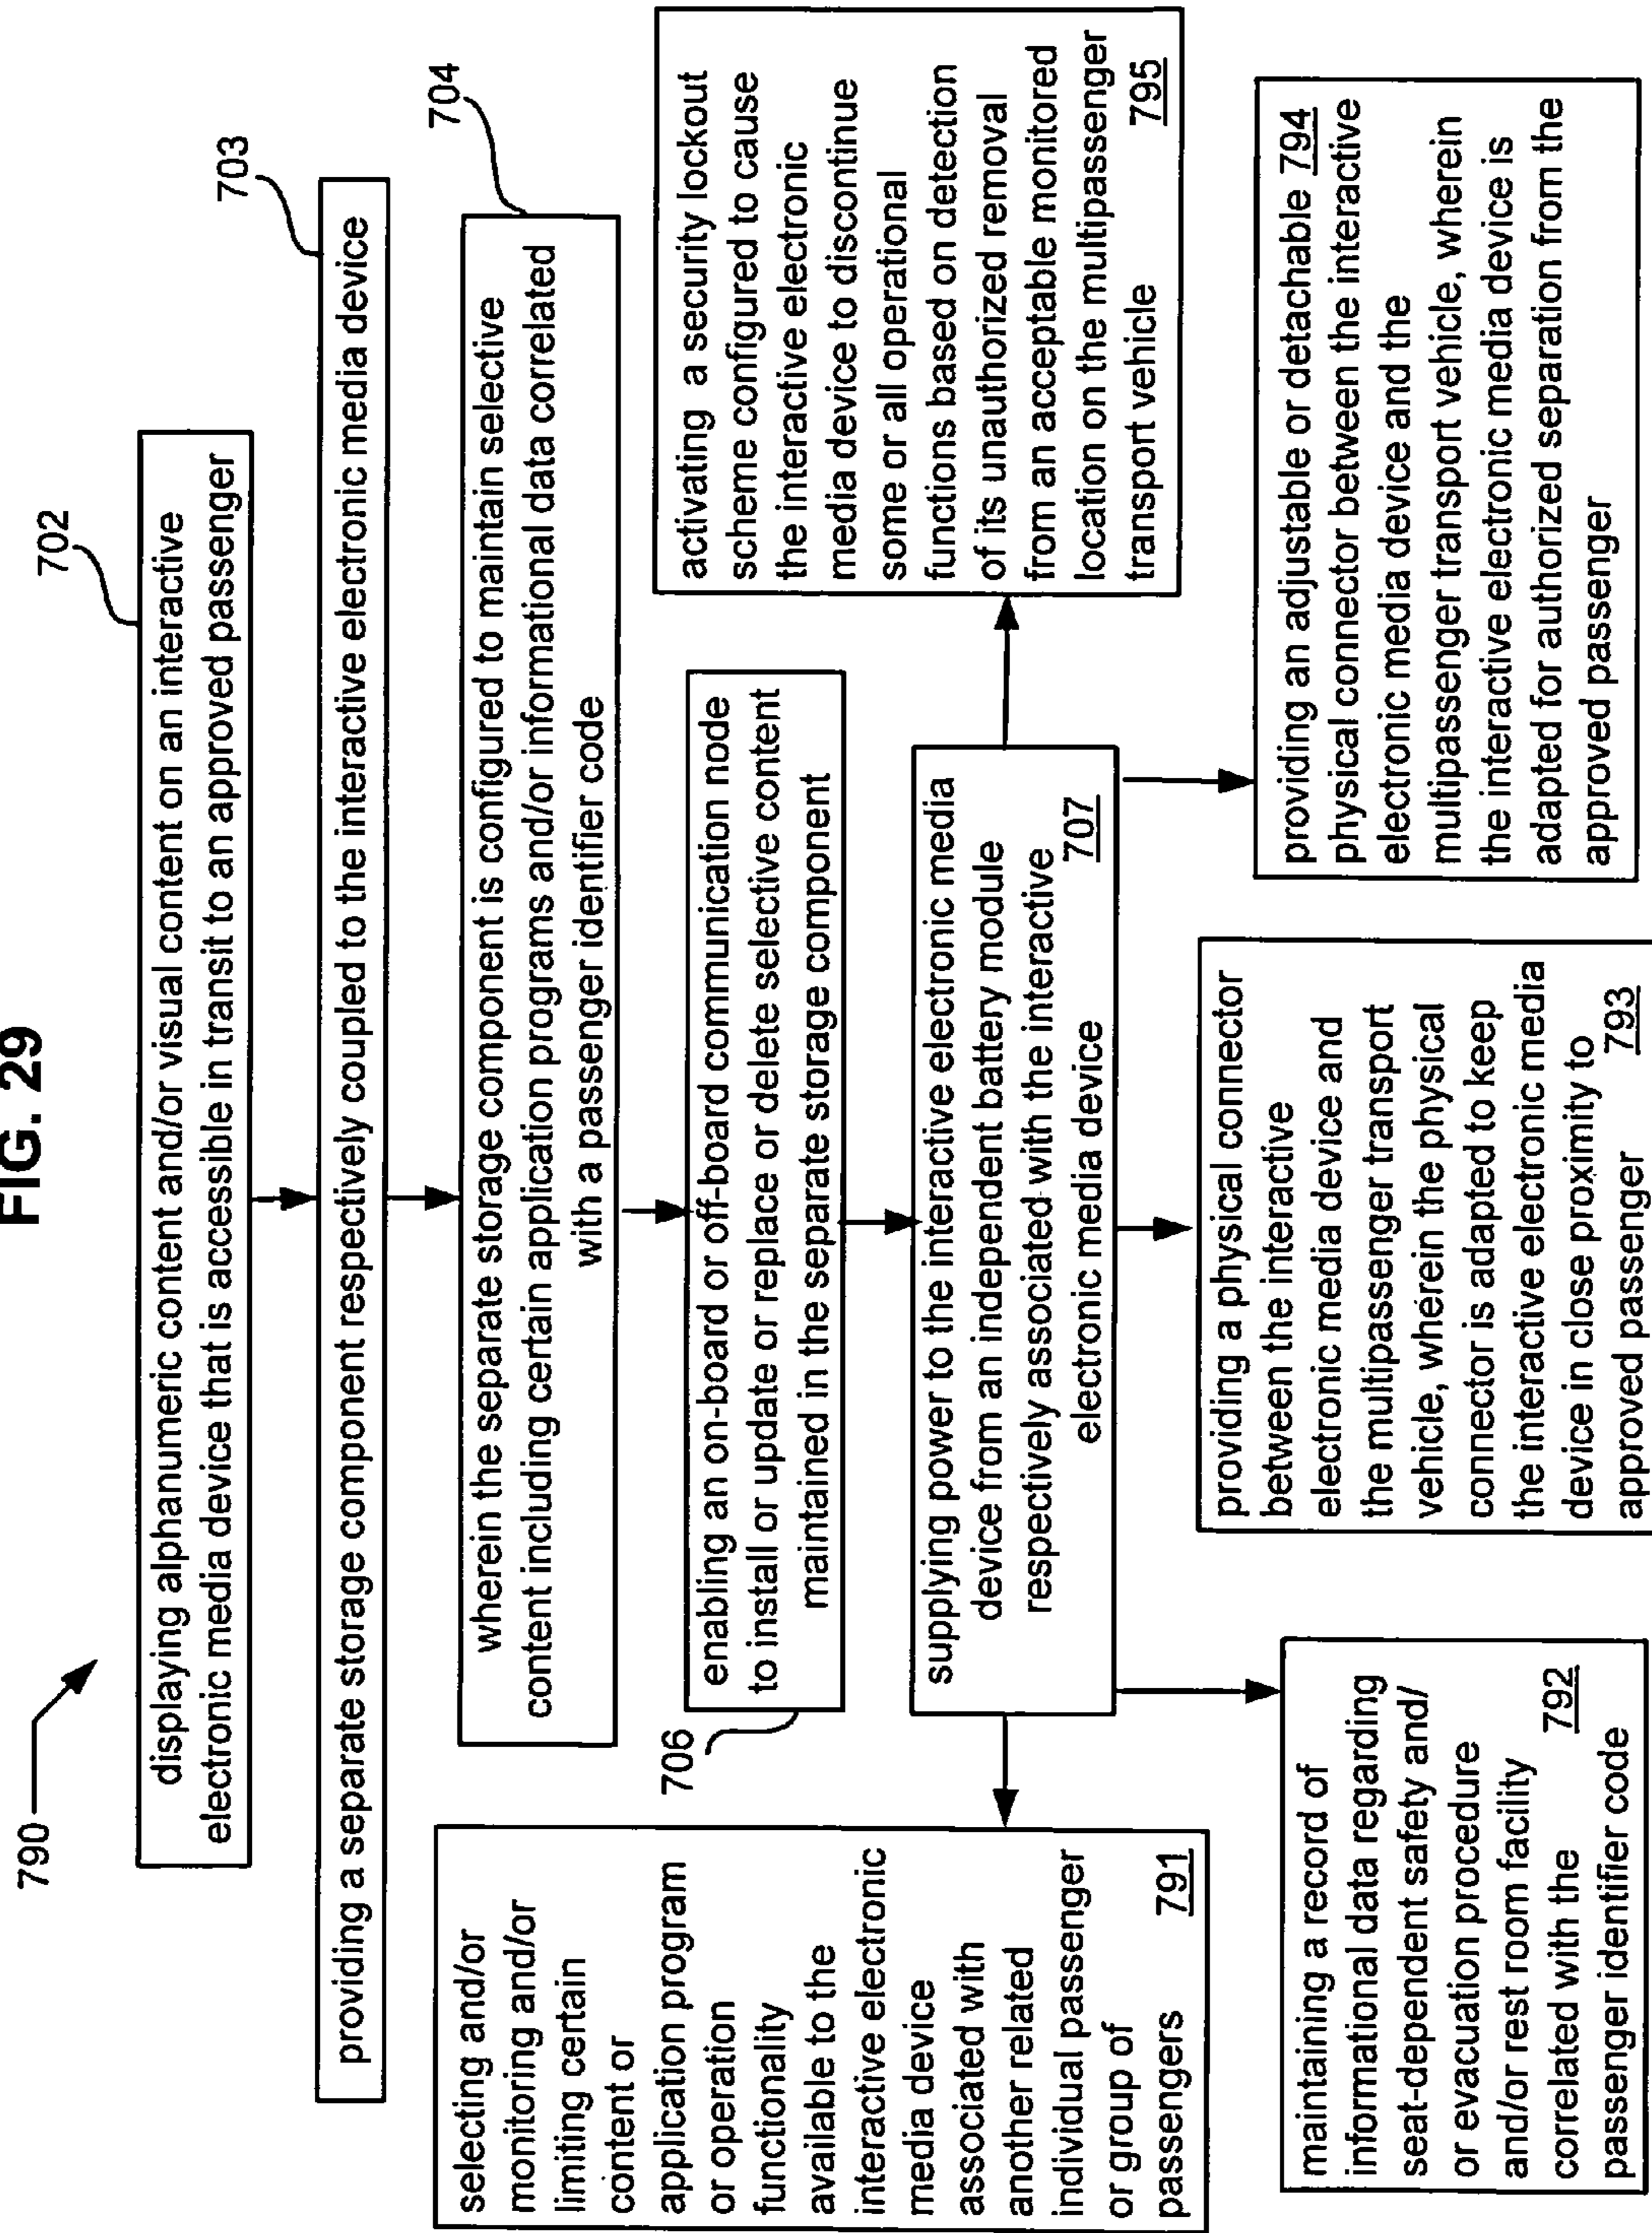 FIG. 29
790
702
displaying alphanumeric content and/or visual content on an interactive
electronic media device that is accessible in transit to an approved passenger
703
providing a separate storage component respectively coupled to the interactive electronic media device
704
wherein the separate storage component is configured to maintain selective
content including certain application programs and/or informational data correlated
with a passenger identifier code
706
enabling an on-board or off-board communication node
to install or update or replace or delete selective content
maintained in the separate storage component
supplying power to the interactive electronic media
device from an independent battery module
respectively associated with the interactive
electronic media device 707
selecting and/or
monitoring and/or
limiting certain
content or
application program
or operation
functionality
available to the
interactive electronic
media device
associated with
another related
individual passenger
or group of
passengers 791
maintaining a record of
informational data regarding
seat-dependent safety and/
or evacuation procedure
and/or rest room facility
correlated with the 792
passenger identifier code
providing a physical connector
between the interactive
electronic media device and
the multipassenger transport
vehicle, wherein the physical
connector is adapted to keep
the interactive electronic media
device in close proximity to
approved passenger 793
providing an adjustable or detachable 794
physical connector between the interactive
electronic media device and the
multipassenger transport vehicle, wherein
the interactive electronic media device is
adapted for authorized separation from the
approved passenger
activating a security lockout
scheme configured to cause
the interactive electronic
media device to discontinue
some or all operational
functions based on detection
of its unauthorized removal
from an acceptable monitored
location on the multipassenger
transport vehicle 795